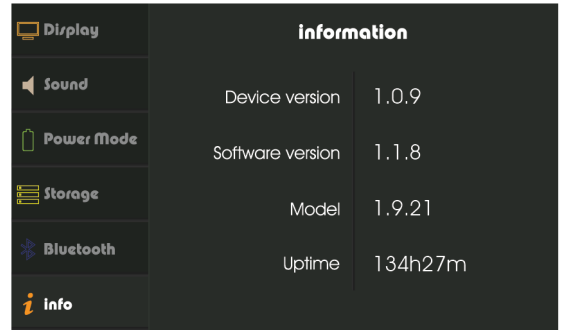 Display
Sound
Power Mode
Storage
Bluetooth
info
information
Device version 1.0.9
Software version 1.1.8
Model 1.9.21
Uptime 134h27m